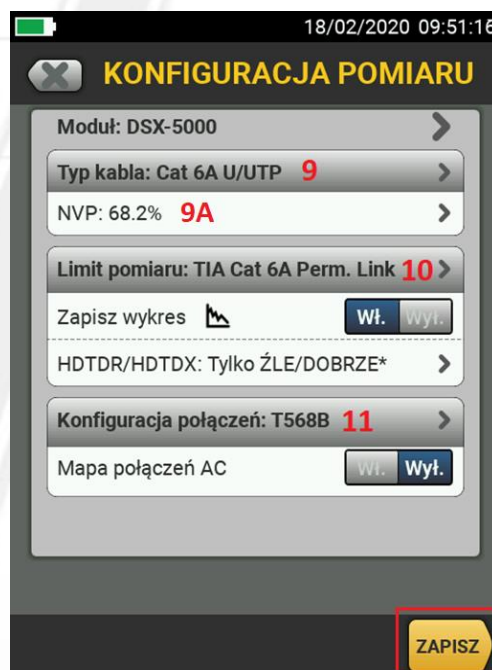 18/02/2020 09:51:16
KONFIGURACJA POMIARU
Moduł: DSX-5000
Typ kabla: Cat 6A U/UTP 9
NVP: 68.2% 9A
Limit pomiaru: TIA Cat 6A Perm. Link 10
Zapisz wykres Wł. Wył.
HDTDR/HDTDX: Tylko ŹLE/DOBRZE*
Konfiguracja połączeń: T568B 11
Mapa połączeń AC Wł. Wył.
ZAPISZ